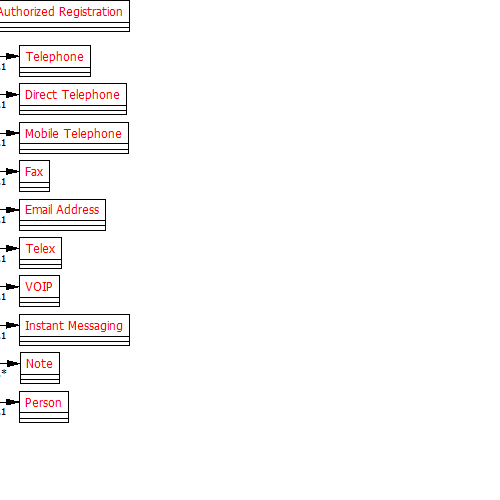 Authorized Registration
Telephone
.1
Direct Telephone
.1
Mobile Telephone
.1
Fax
.1
Email Address
.1
Telex
.1
VOIP
.1
Instant Messaging
.1
Note
.*
Person
.1